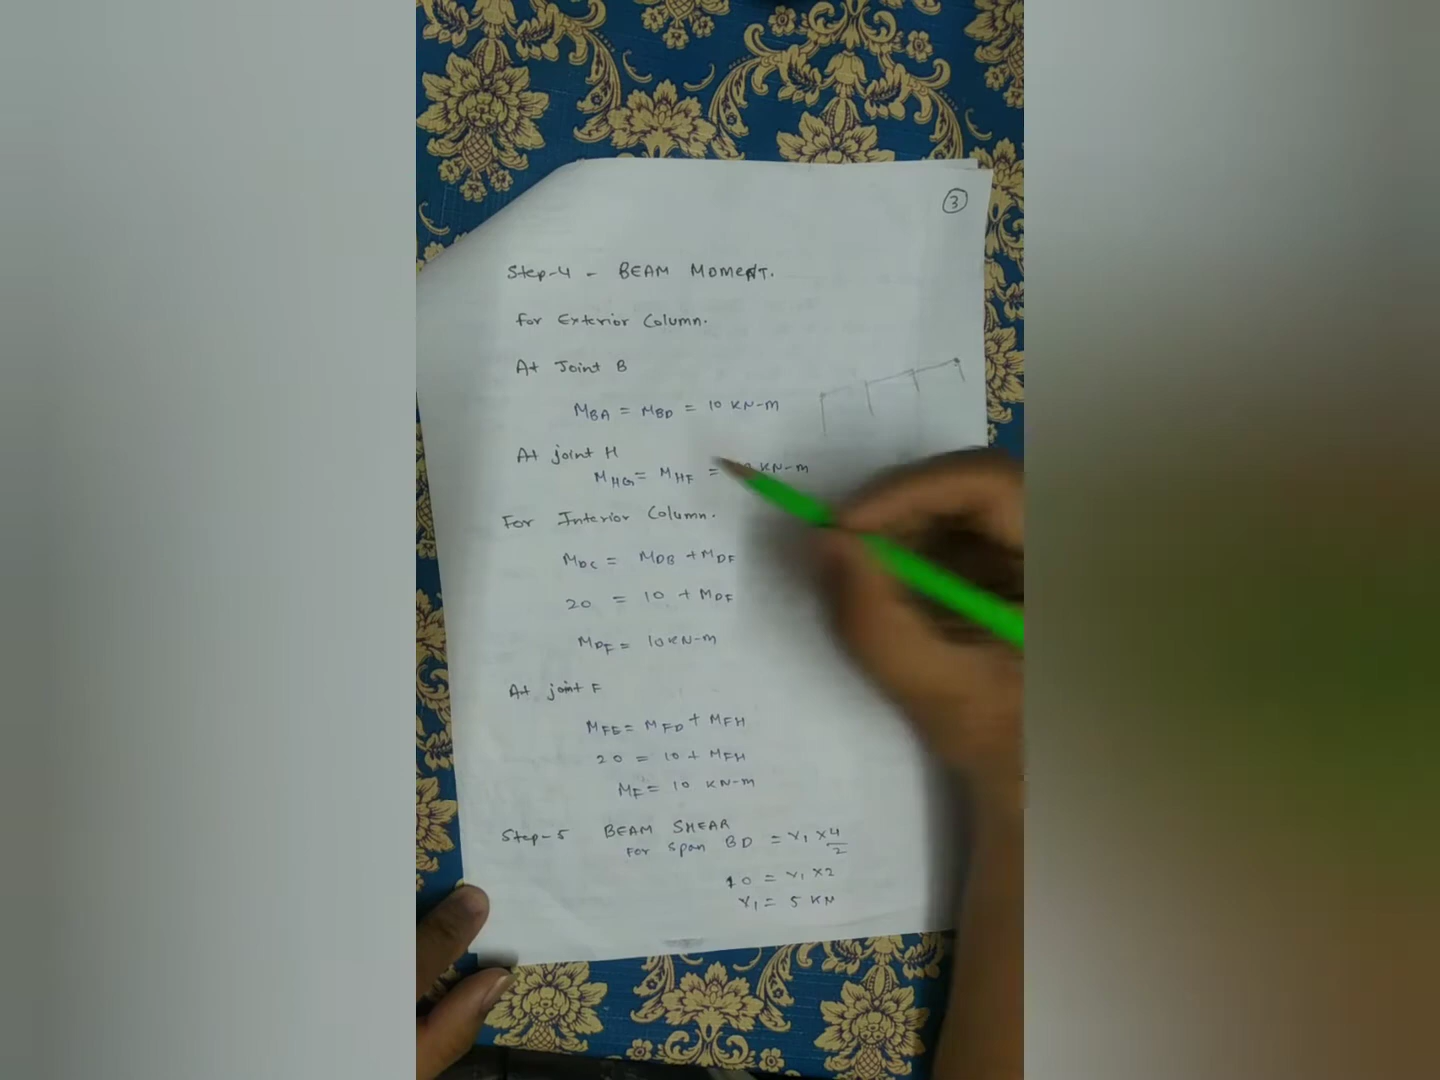 3
Step-4 - BEAM MOMENT.
For Exterior Column.
At Joint B
MBA = MBD = 10 KN-m
At joint H
MHG = MHF = KN-m
For Interior Column.
MDC = MDB + MDF
20 = 10 + MDF
MDF = 10 KN-m
At joint F
MFE = MFD + MFH
20 = 10 + MFH
MF = 10 KN-m
Step-5 BEAM SHEAR
For Span BD = V1 × 4/2
10 = V1 × 2
V1 = 5 KN